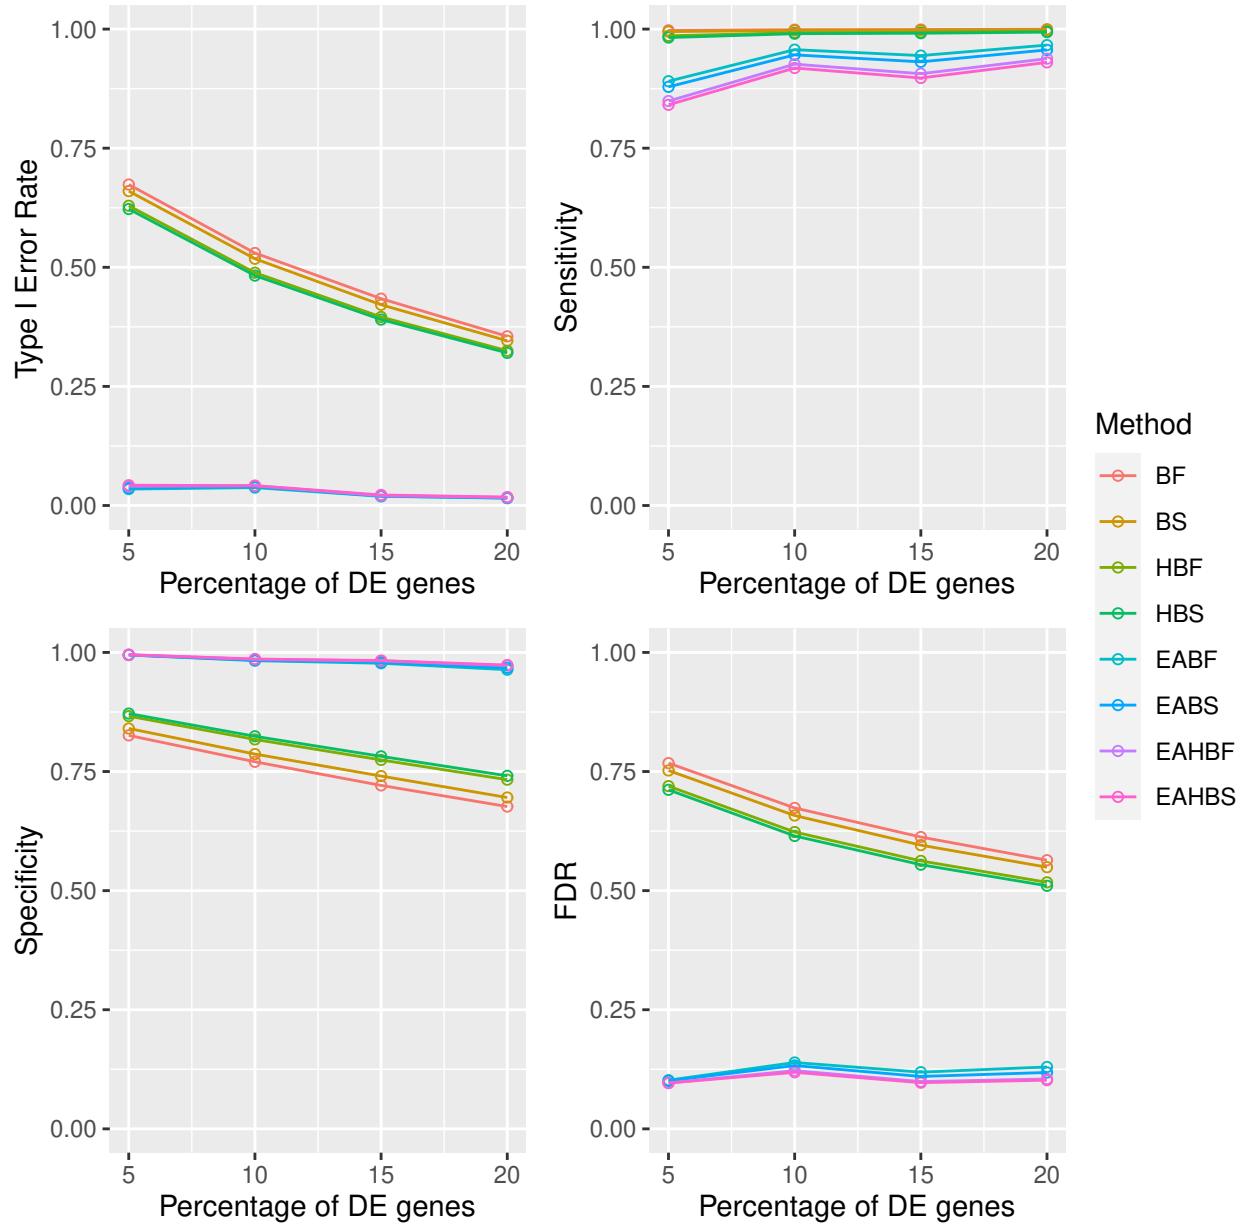 Type I Error Rate
1.00
0.75
0.50
0.25
0.00
5 10 15 20
Percentage of DE genes
Sensitivity
1.00
0.75
0.50
0.25
0.00
5 10 15 20
Percentage of DE genes
Specificity
1.00
0.75
0.50
0.25
0.00
5 10 15 20
Percentage of DE genes
FDR
1.00
0.75
0.50
0.25
0.00
5 10 15 20
Percentage of DE genes
Method
BF
BS
HBF
HBS
EABF
EABS
EAHBF
EAHBS